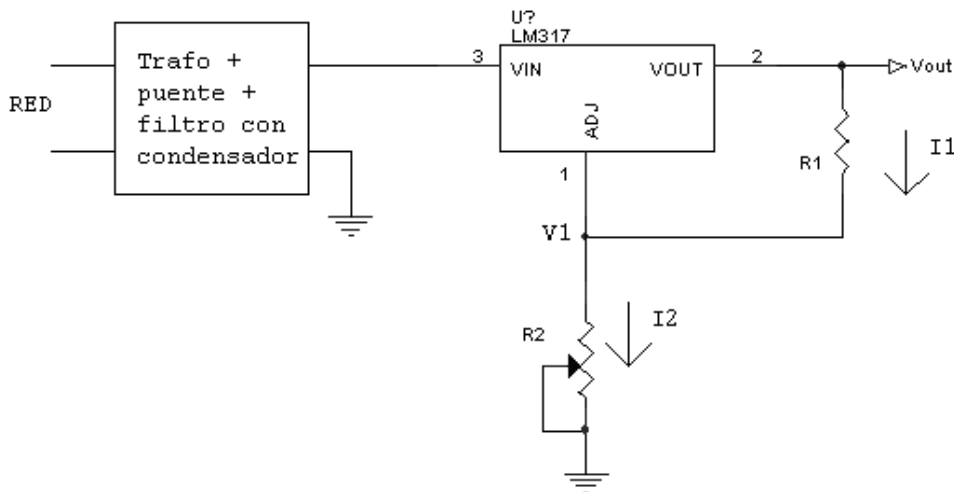 U?
LM317
RED
Trafo +
puente +
filtro con
condensador
3
VIN
VOUT
2
Vout
ADJ
1
R1
I1
V1
R2
I2